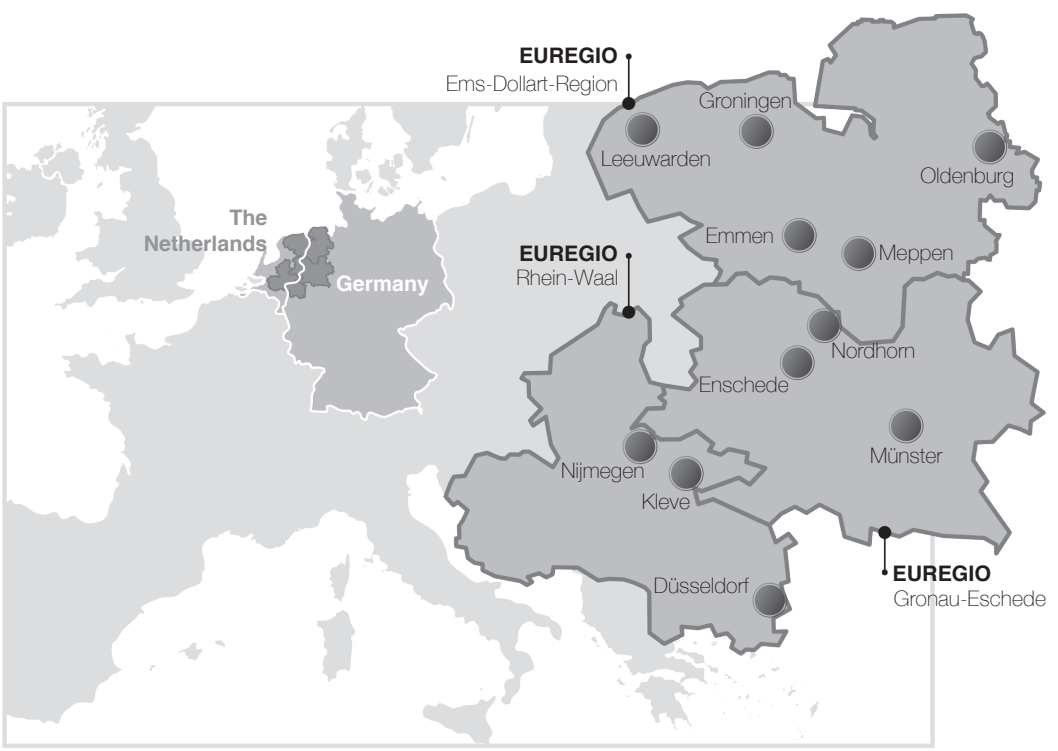 EUREGIO
Ems-Dollart-Region
Groningen
Leeuwarden
Oldenburg
The
Netherlands
Germany
Emmen
Meppen
EUREGIO
Rhein-Waal
Nordhorn
Enschede
Münster
Nijmegen
Kleve
Düsseldorf
EUREGIO
Gronau-Eschede